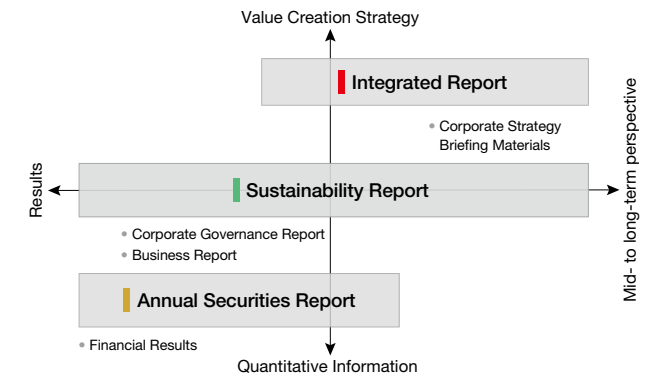 Value Creation Strategy
Integrated Report
• Corporate Strategy
Briefing Materials
Mid- to long-term perspective
Results
Sustainability Report
• Corporate Governance Report
• Business Report
Annual Securities Report
• Financial Results
Quantitative Information